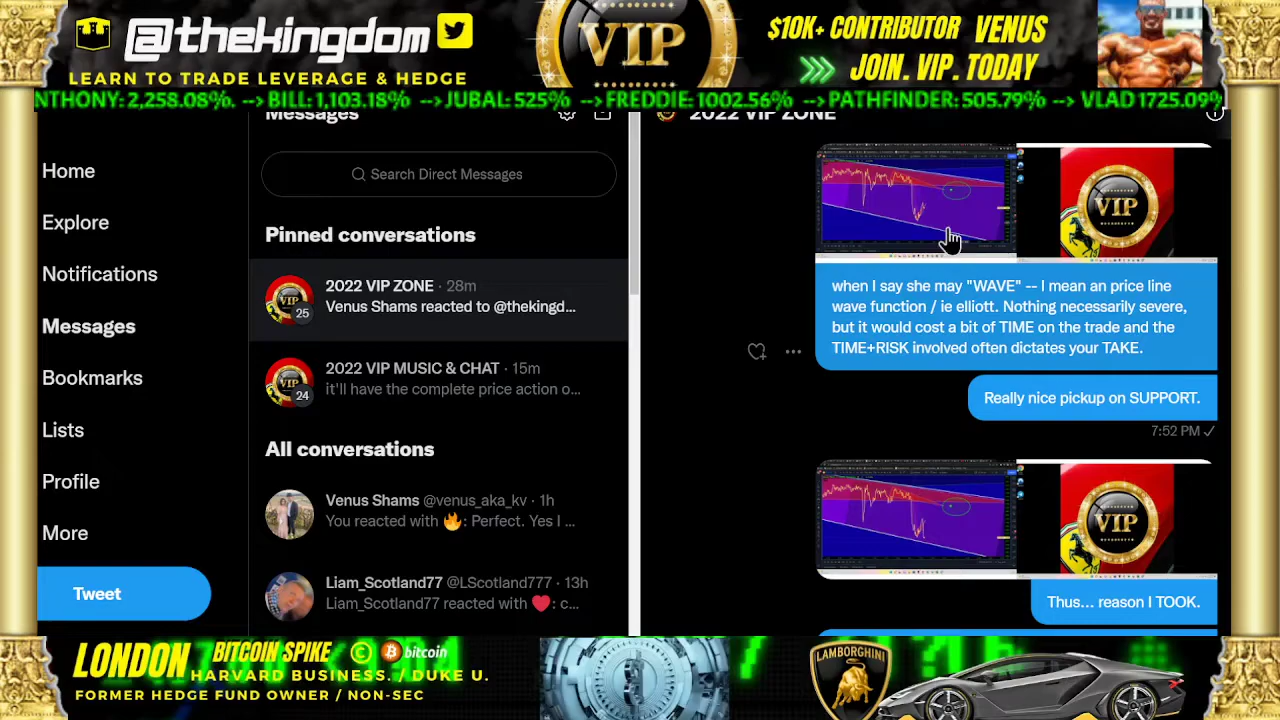 @thekingdom
LEARN TO TRADE LEVERAGE & HEDGE
VIP
$10K+ CONTRIBUTOR VENUS
JOIN. VIP. TODAY
NTHONY: 2,258.08%. --> BILL: 1,103.18% -->JUBAL: 525% -->FREDDIE: 1002.56% -->PATHFINDER: 505.79% --> VLAD 1725.09%
Messages
2022 VIP ZONE
Home
Explore
Notifications
Messages
Bookmarks
Lists
Profile
More
Tweet
Search Direct Messages
Pinned conversations
VIP
25
2022 VIP ZONE · 28m
Venus Shams reacted to @thekingd...
VIP
24
2022 VIP MUSIC & CHAT · 15m
it'll have the complete price action o...
All conversations
Venus Shams @venus_aka_kv · 1h
You reacted with 🔥: Perfect. Yes I ...
Liam_Scotland77 @LScotland777 · 13h
Liam_Scotland77 reacted with ❤️: c...
VIP
when I say she may "WAVE" -- I mean an price line
wave function / ie elliott. Nothing necessarily severe,
but it would cost a bit of TIME on the trade and the
TIME+RISK involved often dictates your TAKE.
Really nice pickup on SUPPORT.
7:52 PM ✓
VIP
Thus... reason I TOOK.
LONDON BITCOIN SPIKE © bitcoin
HARVARD BUSINESS. / DUKE U.
FORMER HEDGE FUND OWNER / NON-SEC
LAMBORGHINI